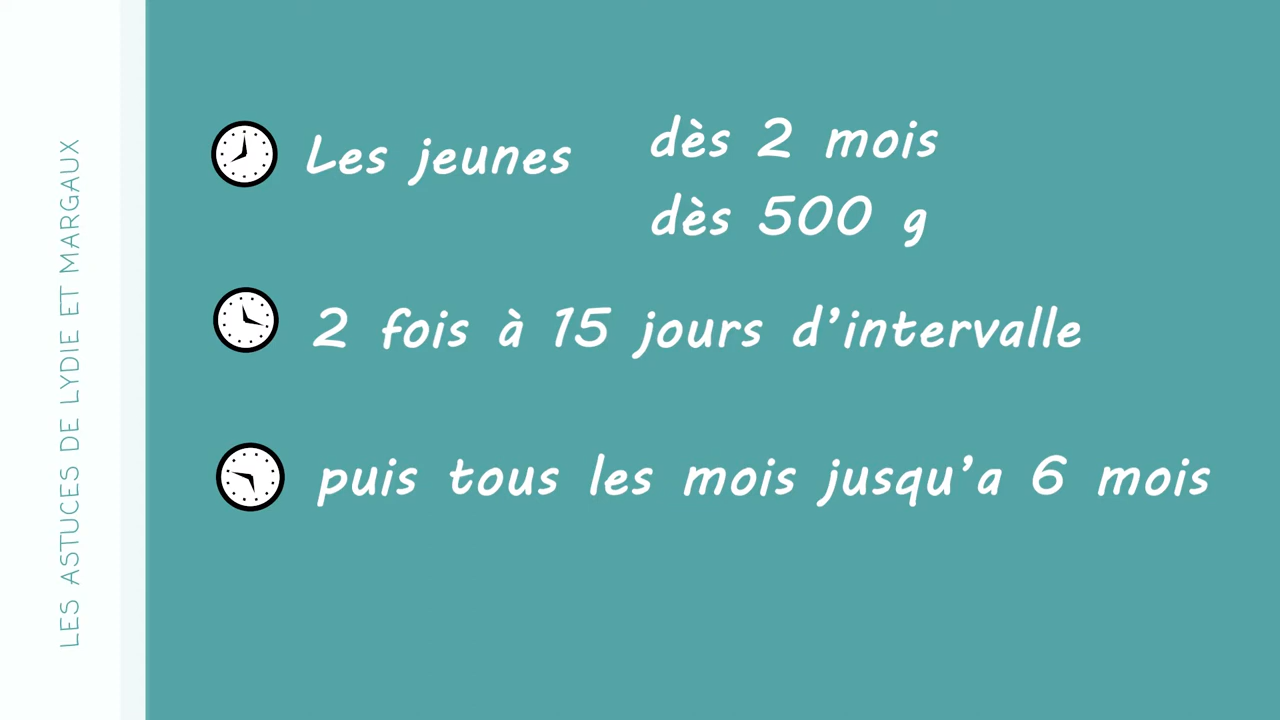 LES ASTUCES DE LYDIE ET MARGAUX
Les jeunes
dès 2 mois
dès 500 g
2 fois à 15 jours d'intervalle
puis tous les mois jusqu'a 6 mois